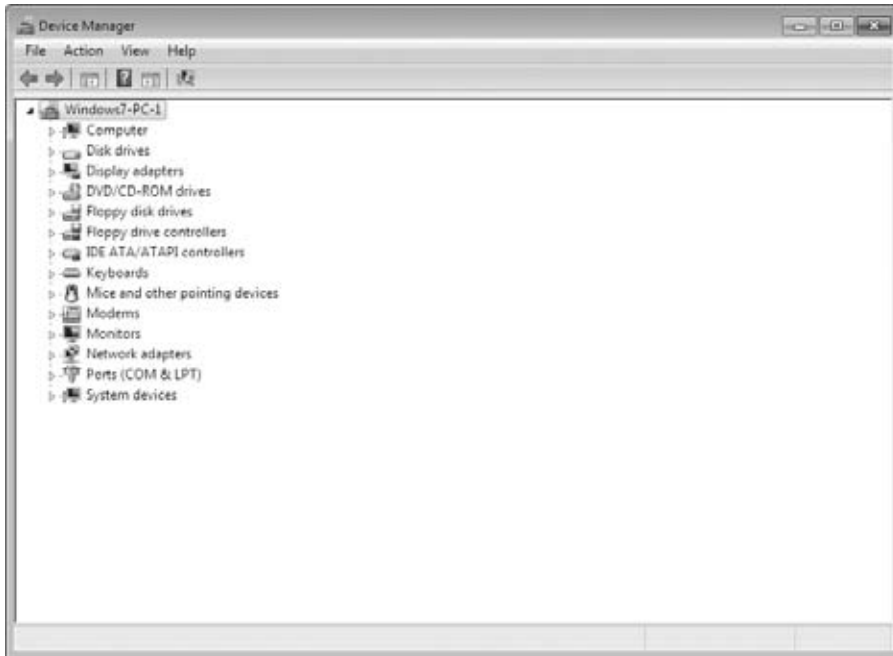 Device Manager
File Action View Help
Windows7-PC-1
Computer
Disk drives
Display adapters
DVD/CD-ROM drives
Floppy disk drives
Floppy drive controllers
IDE ATA/ATAPI controllers
Keyboards
Mice and other pointing devices
Modems
Monitors
Network adapters
Ports (COM & LPT)
System devices